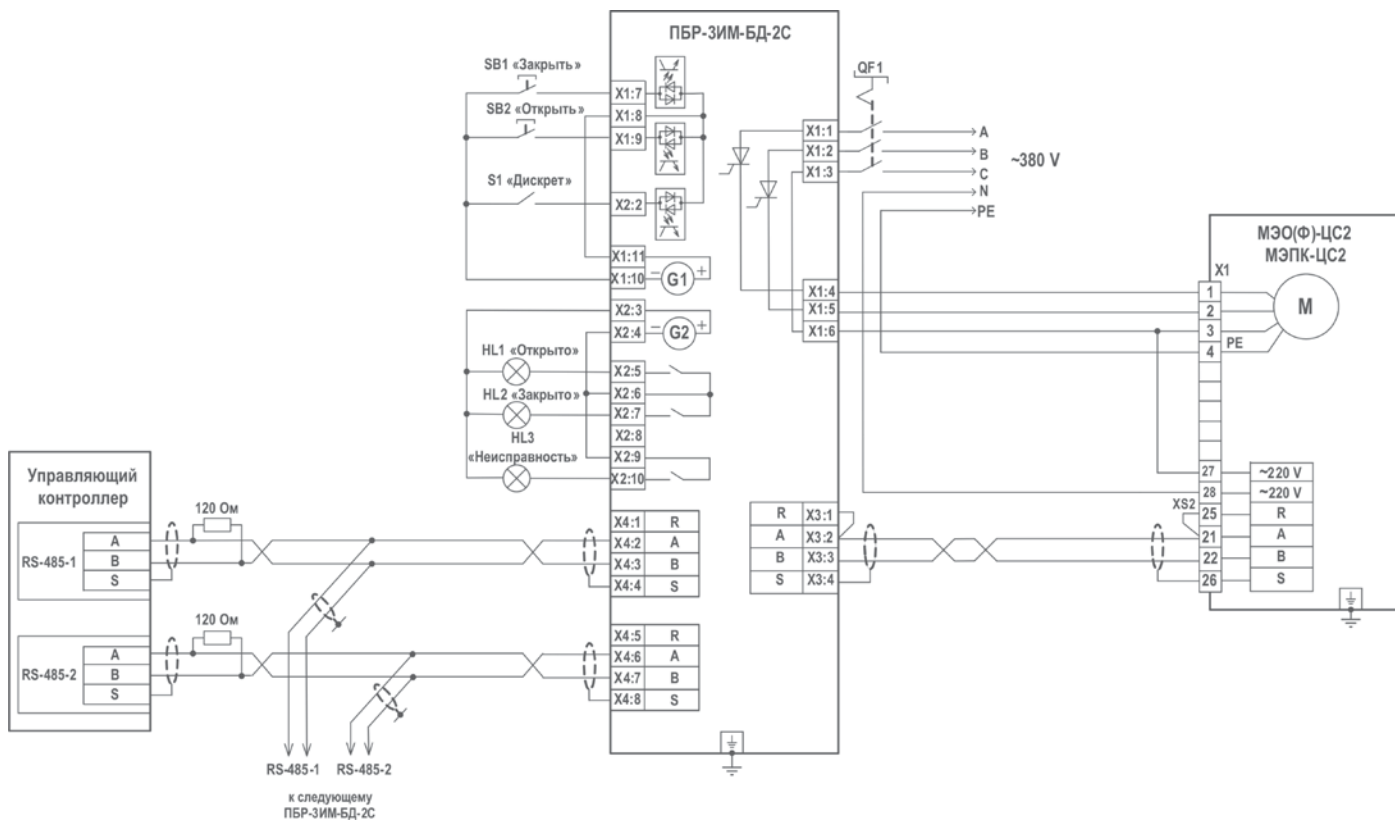 ПБР-3ИМ-БД-2С
SB1 «Закрыть»
X1:7
X1:8
SB2 «Открыть»
X1:9
S1 «Дискрет»
X2:2
X1:11
X1:10
− G1 +
X2:3
X2:4
− G2 +
HL1 «Открыто»
X2:5
X2:6
HL2 «Закрыто»
X2:7
X2:8
HL3
«Неисправность»
X2:9
X2:10
QF1
X1:1
A
X1:2
B
X1:3
C
N
PE
~380 V
X1:4
X1:5
X1:6
МЭО(Ф)-ЦС2
МЭПК-ЦС2
X1
1
2
3
4
PE
M
27
~220 V
28
~220 V
XS2
25
R
21
A
22
B
26
S
R X3:1
A X3:2
B X3:3
S X3:4
Управляющий
контроллер
RS-485-1
A
B
S
120 Ом
X4:1 R
X4:2 A
X4:3 B
X4:4 S
RS-485-2
A
B
S
120 Ом
X4:5 R
X4:6 A
X4:7 B
X4:8 S
RS-485-1 RS-485-2
к следующему
ПБР-3ИМ-БД-2С